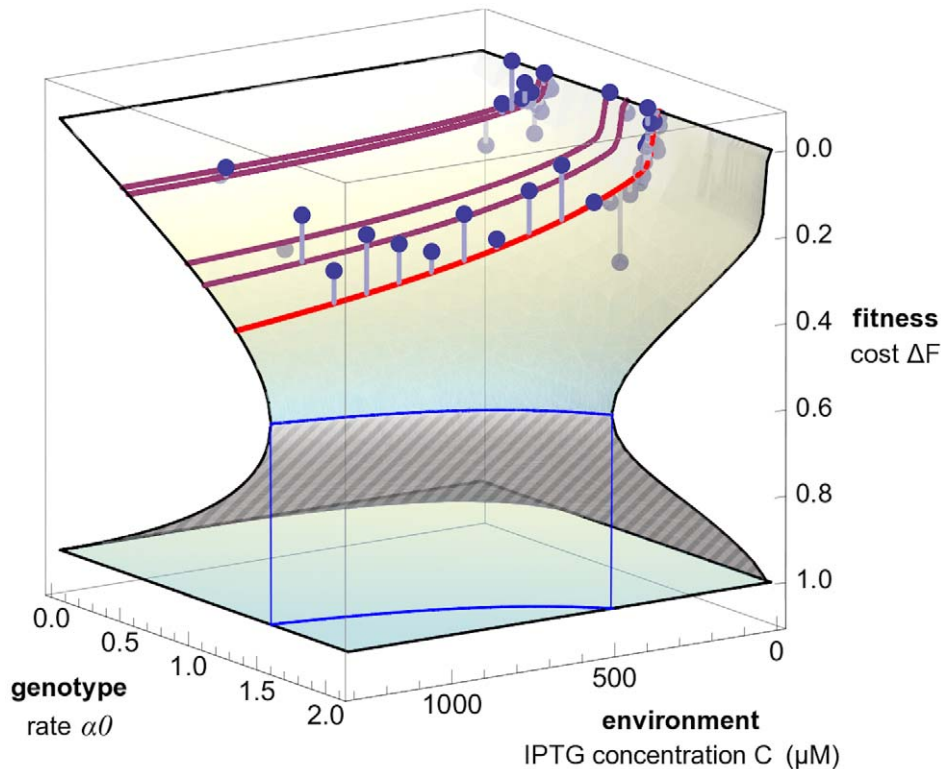 0.0
0.2
0.4
fitness
cost ΔF
0.6
0.8
1.0
0.0
0.5
1.0
1.5
2.0
genotype
rate α0
1000
500
0
environment
IPTG concentration C (μM)